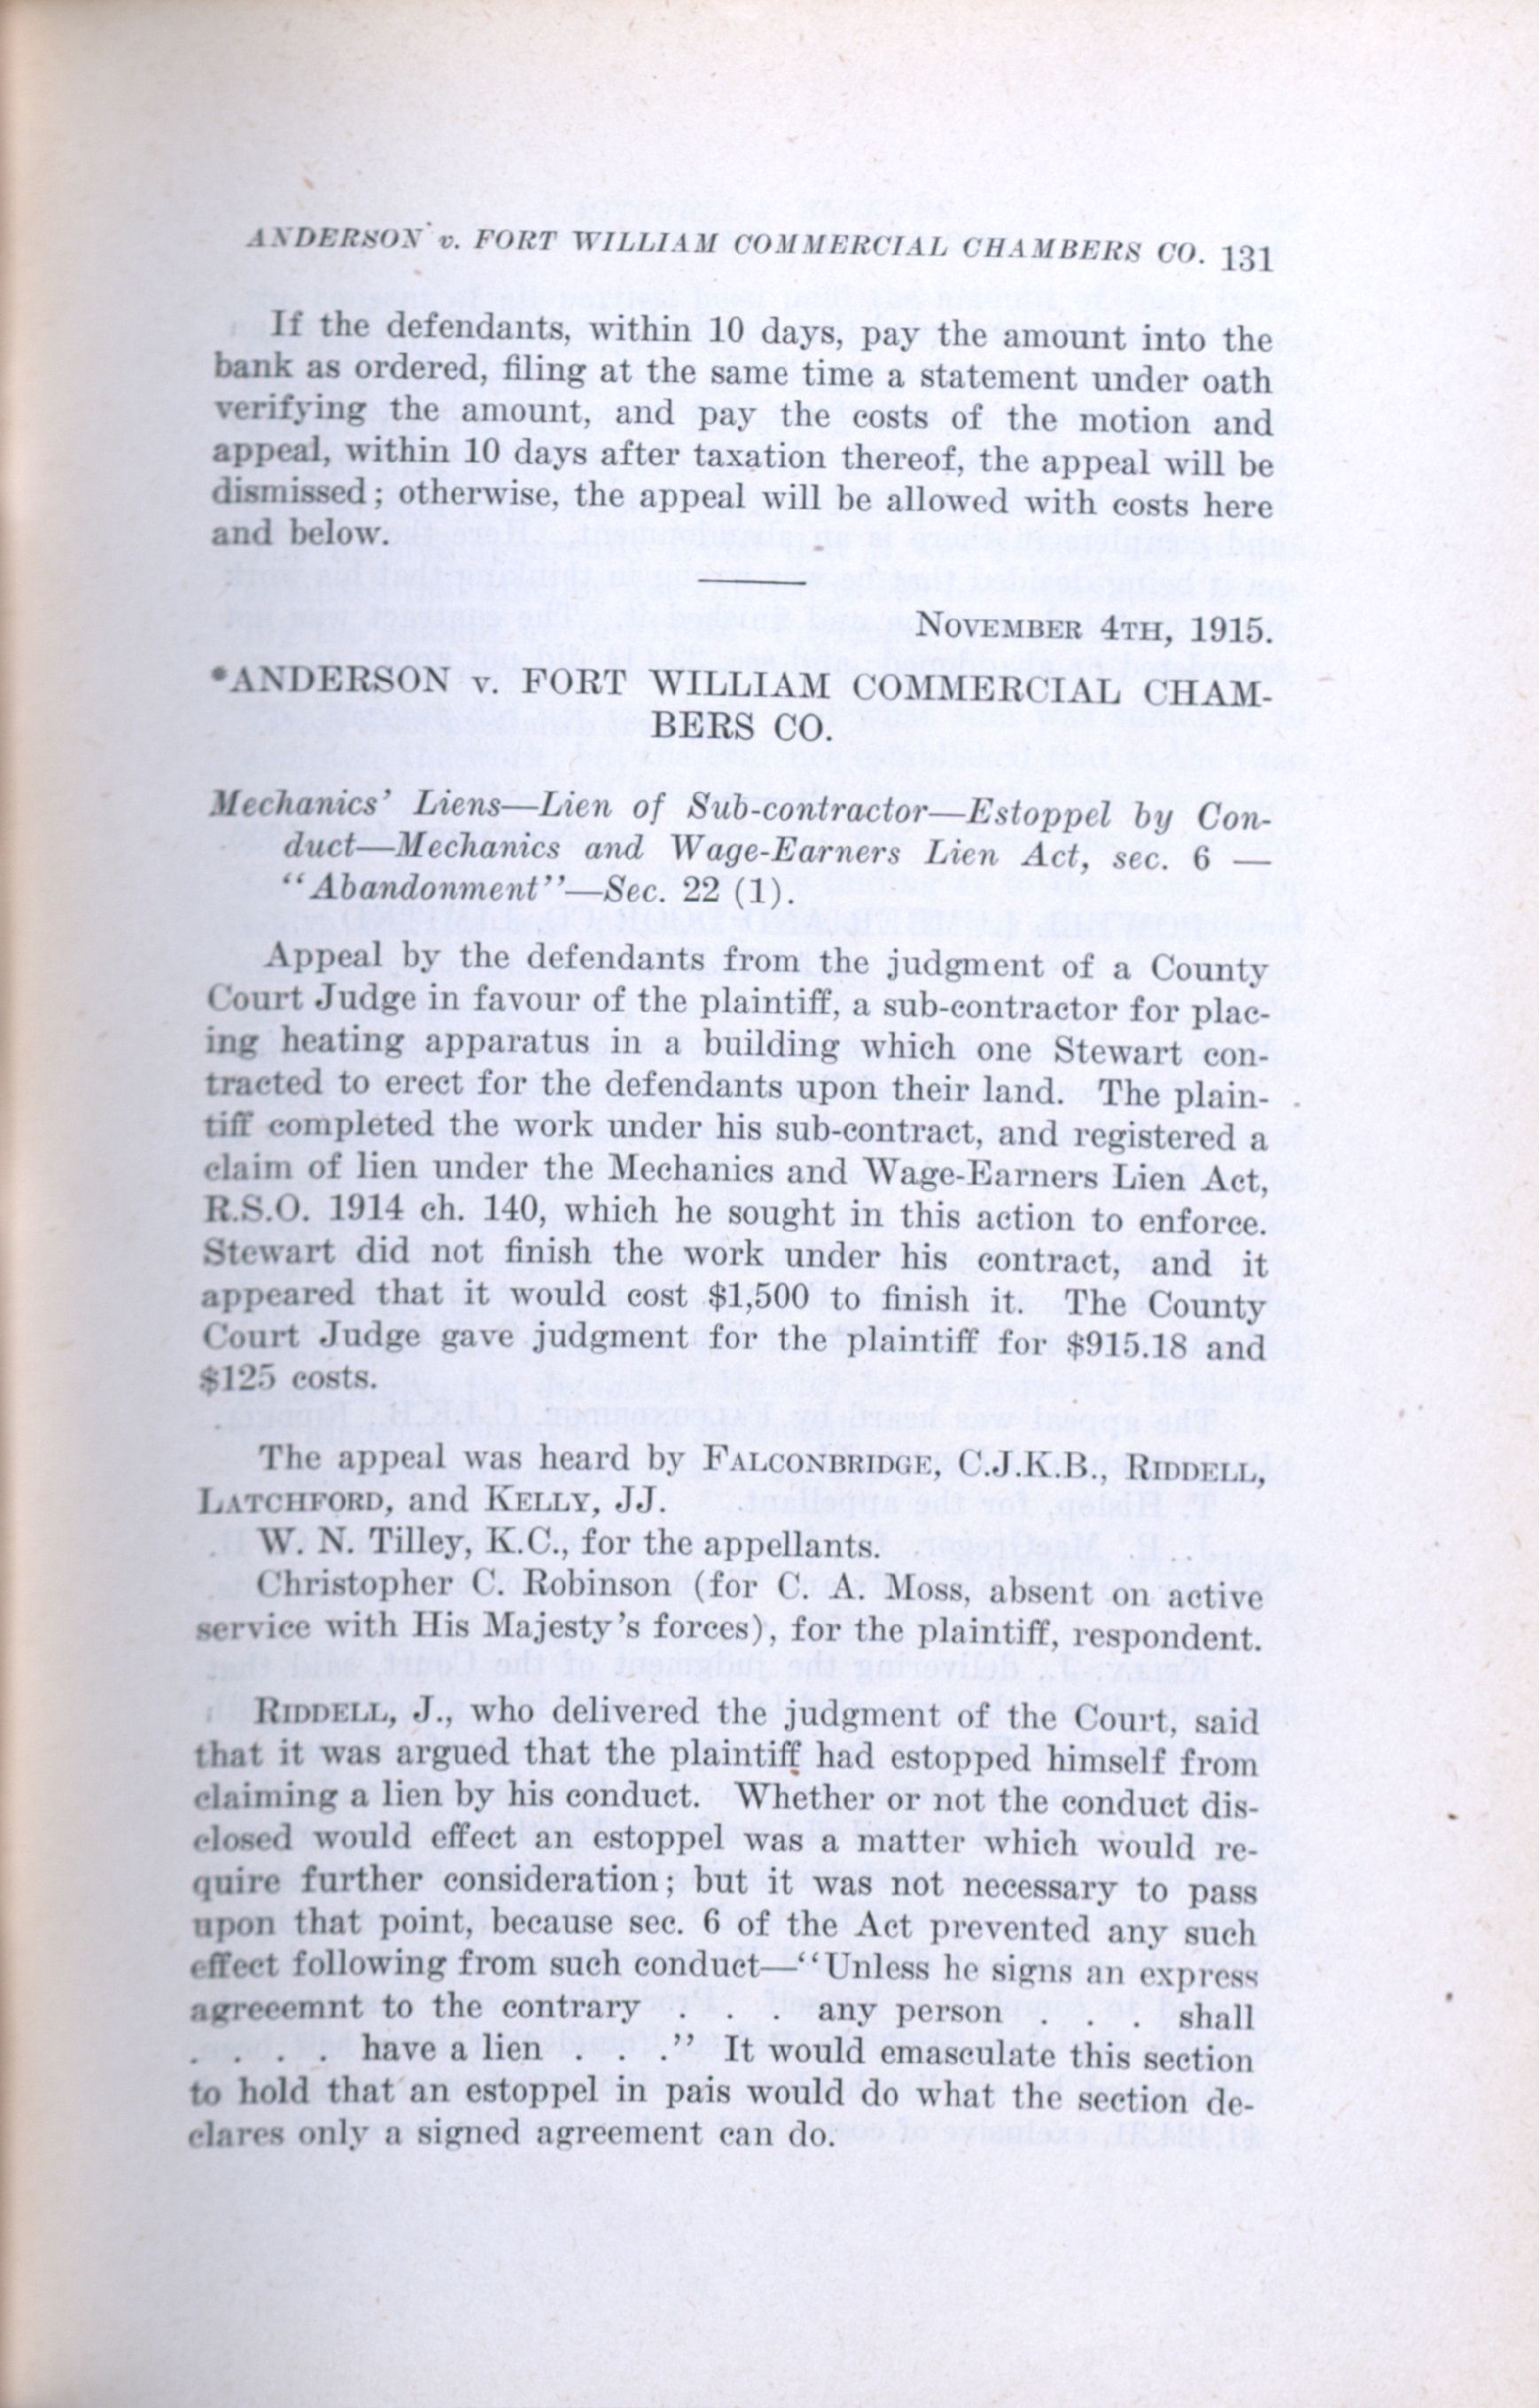 ANDERSON v. FORT WILLIAM COMMERCIAL CHAMBERS CO. 131
If the defendants, within 10 days, pay the amount into the
bank as ordered, filing at the same time a statement under oath
verifying the amount, and pay the costs of the motion and
appeal, within 10 days after taxation thereof, the appeal will be
dismissed; otherwise, the appeal will be allowed with costs here
and below.
NOVEMBER 4TH, 1915.
*ANDERSON v. FORT WILLIAM COMMERCIAL CHAM-
BERS CO.
Mechanics' Liens—Lien of Sub-contractor—Estoppel by Con-
duct—Mechanics and Wage-Earners Lien Act, sec. 6 —
"Abandonment"—Sec. 22 (1).
Appeal by the defendants from the judgment of a County
Court Judge in favour of the plaintiff, a sub-contractor for plac-
ing heating apparatus in a building which one Stewart con-
tracted to erect for the defendants upon their land. The plain-
tiff completed the work under his sub-contract, and registered a
claim of lien under the Mechanics and Wage-Earners Lien Act,
R.S.O. 1914 ch. 140, which he sought in this action to enforce.
Stewart did not finish the work under his contract, and it
appeared that it would cost $1,500 to finish it. The County
Court Judge gave judgment for the plaintiff for $915.18 and
$125 costs.
The appeal was heard by FALCONBRIDGE, C.J.K.B., RIDDELL,
LATCHFORD, and KELLY, JJ.
W. N. Tilley, K.C., for the appellants.
Christopher C. Robinson (for C. A. Moss, absent on active
service with His Majesty's forces), for the plaintiff, respondent.
RIDDELL, J., who delivered the judgment of the Court, said
that it was argued that the plaintiff had estopped himself from
claiming a lien by his conduct. Whether or not the conduct dis-
closed would effect an estoppel was a matter which would re-
quire further consideration; but it was not necessary to pass
upon that point, because sec. 6 of the Act prevented any such
effect following from such conduct—"Unless he signs an express
agreeemnt to the contrary . . . any person . . . shall
. . . . have a lien . . ." It would emasculate this section
to hold that an estoppel in pais would do what the section de-
clares only a signed agreement can do.